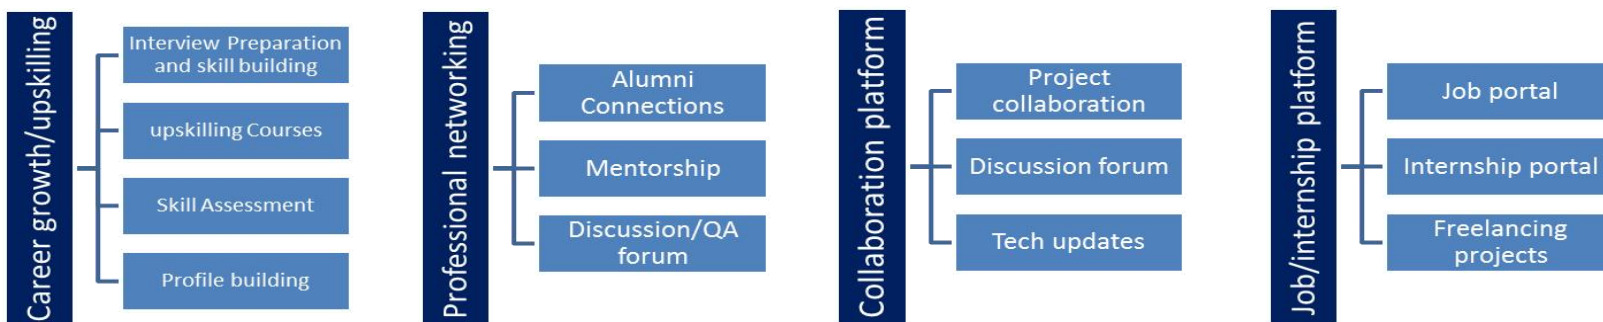 Career growth/upskilling
Interview Preparation
and skill building
upskilling Courses
Skill Assessment
Profile building
Professional networking
Alumni
Connections
Mentorship
Discussion/QA
forum
Collaboration platform
Project
collaboration
Discussion forum
Tech updates
Job/internship platform
Job portal
Internship portal
Freelancing
projects